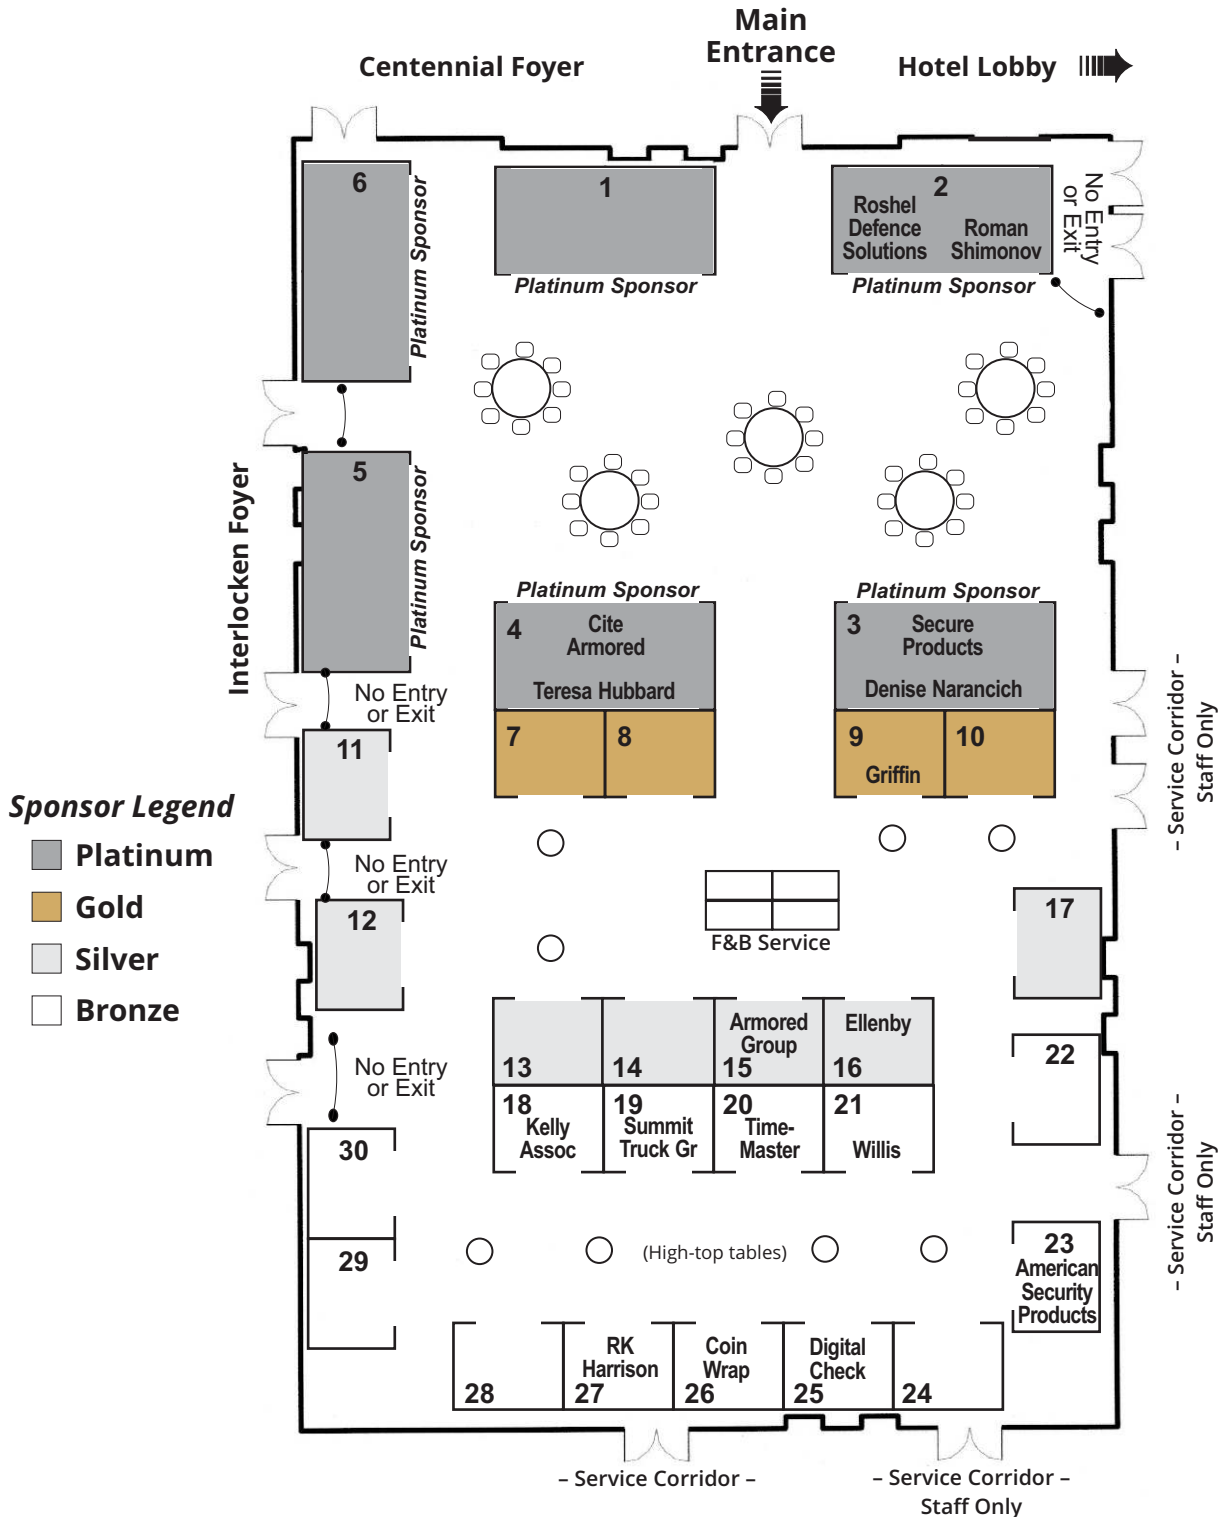 Main
Entrance
Centennial Foyer
Hotel Lobby
6
Platinum Sponsor
1
Platinum Sponsor
2
Roshel
Defence
Solutions
Roman
Shimonov
Platinum Sponsor
No Entry
or Exit
Interlocken Foyer
5
Platinum Sponsor
Platinum Sponsor
4
Cite
Armored
Teresa Hubbard
Platinum Sponsor
3
Secure
Products
Denise Narancich
No Entry
or Exit
7
8
9
Griffin
10
– Service Corridor –
Staff Only
11
Sponsor Legend
Platinum
Gold
Silver
Bronze
No Entry
or Exit
12
F&B Service
17
13
14
Armored
Group
15
Ellenby
16
22
No Entry
or Exit
18
Kelly
Assoc
19
Summit
Truck Gr
20
Time-
Master
21
Willis
– Service Corridor –
Staff Only
30
29
(High-top tables)
23
American
Security
Products
28
RK
Harrison
27
Coin
Wrap
26
Digital
Check
25
24
– Service Corridor –
– Service Corridor –
Staff Only